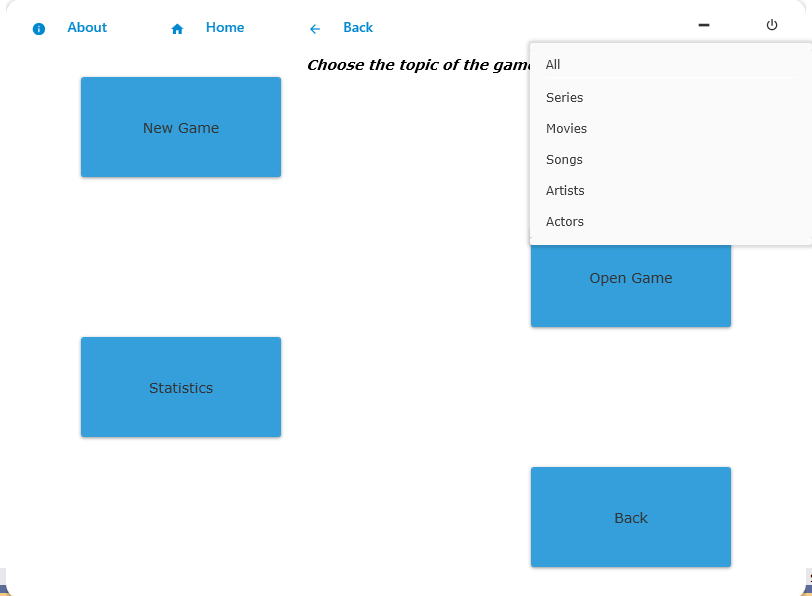 About
Home
Back
Choose the topic of the game
All
Series
Movies
Songs
Artists
Actors
New Game
Open Game
Statistics
Back